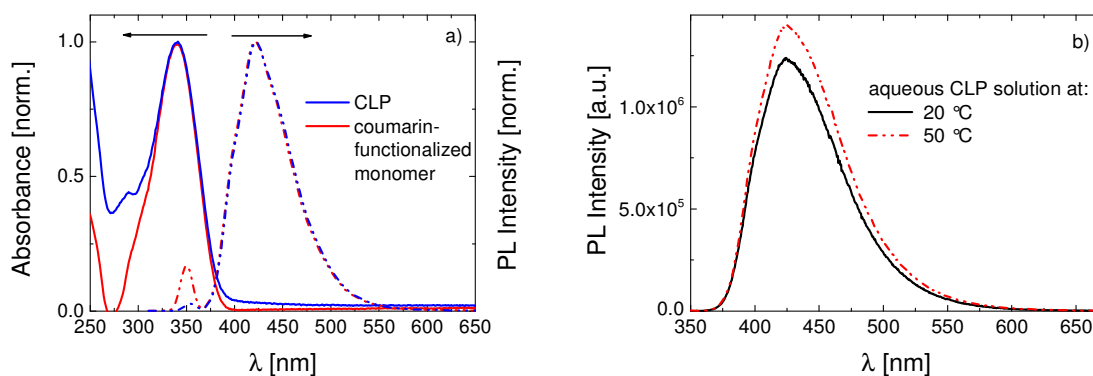 a)
Absorbance [norm.]
1.0
0.5
0.0
CLP
coumarin-
functionalized
monomer
PL Intensity [norm.]
250 300 350 400 450 500 550 600 650
λ [nm]
b)
PL Intensity [a.u.]
1.0x10⁶
5.0x10⁵
0.0
aqueous CLP solution at:
20 °C
50 °C
350 400 450 500 550 600 650
λ [nm]